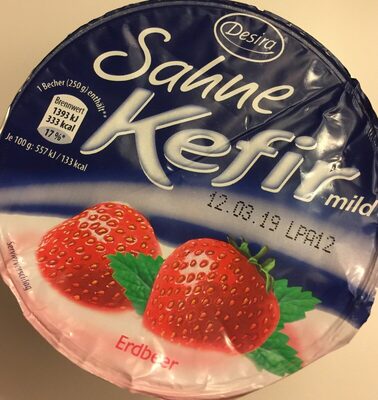 Desira
Sahne
Kefir
mild
1 Becher (250 g) enthält**
Brennwert
1393 kJ
333 kcal
17 %*
Je 100 g: 557 kJ / 133 kcal
12.03.19 LPA12
Erdbeer